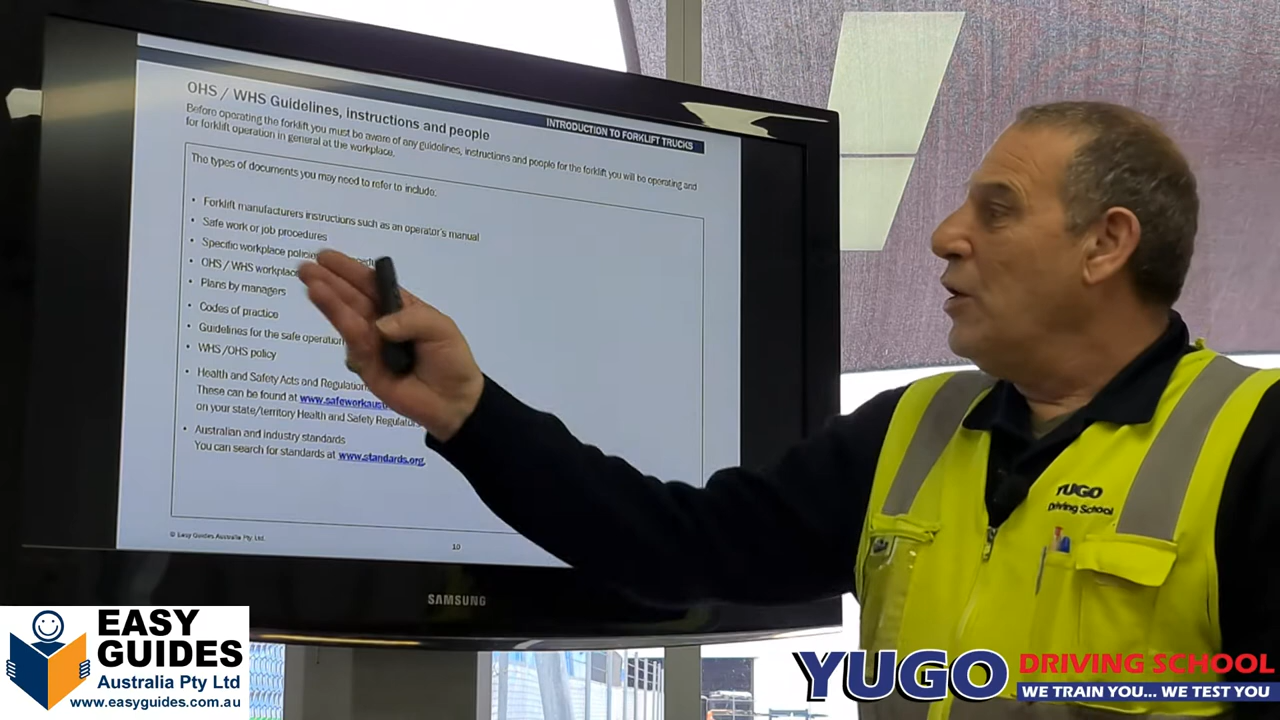 INTRODUCTION TO FORKLIFT TRUCKS
OHS / WHS Guidelines, instructions and people
Before operating the forklift you must be aware of any guidelines, instructions and people for the forklift you will be operating and
for forklift operation in general at the workplace.
The types of documents you may need to refer to include.
• Forklift manufacturers instructions such as an operator's manual
• Safe work or job procedures
• Specific workplace
• OHS / WHS workplace
• Plans by managers
• Codes of practice
• Guidelines for the safe operation
• WHS /OHS policy
• Health and Safety Acts and
These can be found at
on your state/territory Health and Safety
• Australian and industry standards
You can search for standards at www.standards.org.
© Easy Guides Australia Pty. Ltd.
10
SAMSUNG
YUGO
Driving School
EASY
GUIDES
Australia Pty Ltd
www.easyguides.com.au
YUGO DRIVING SCHOOL
WE TRAIN YOU... WE TEST YOU